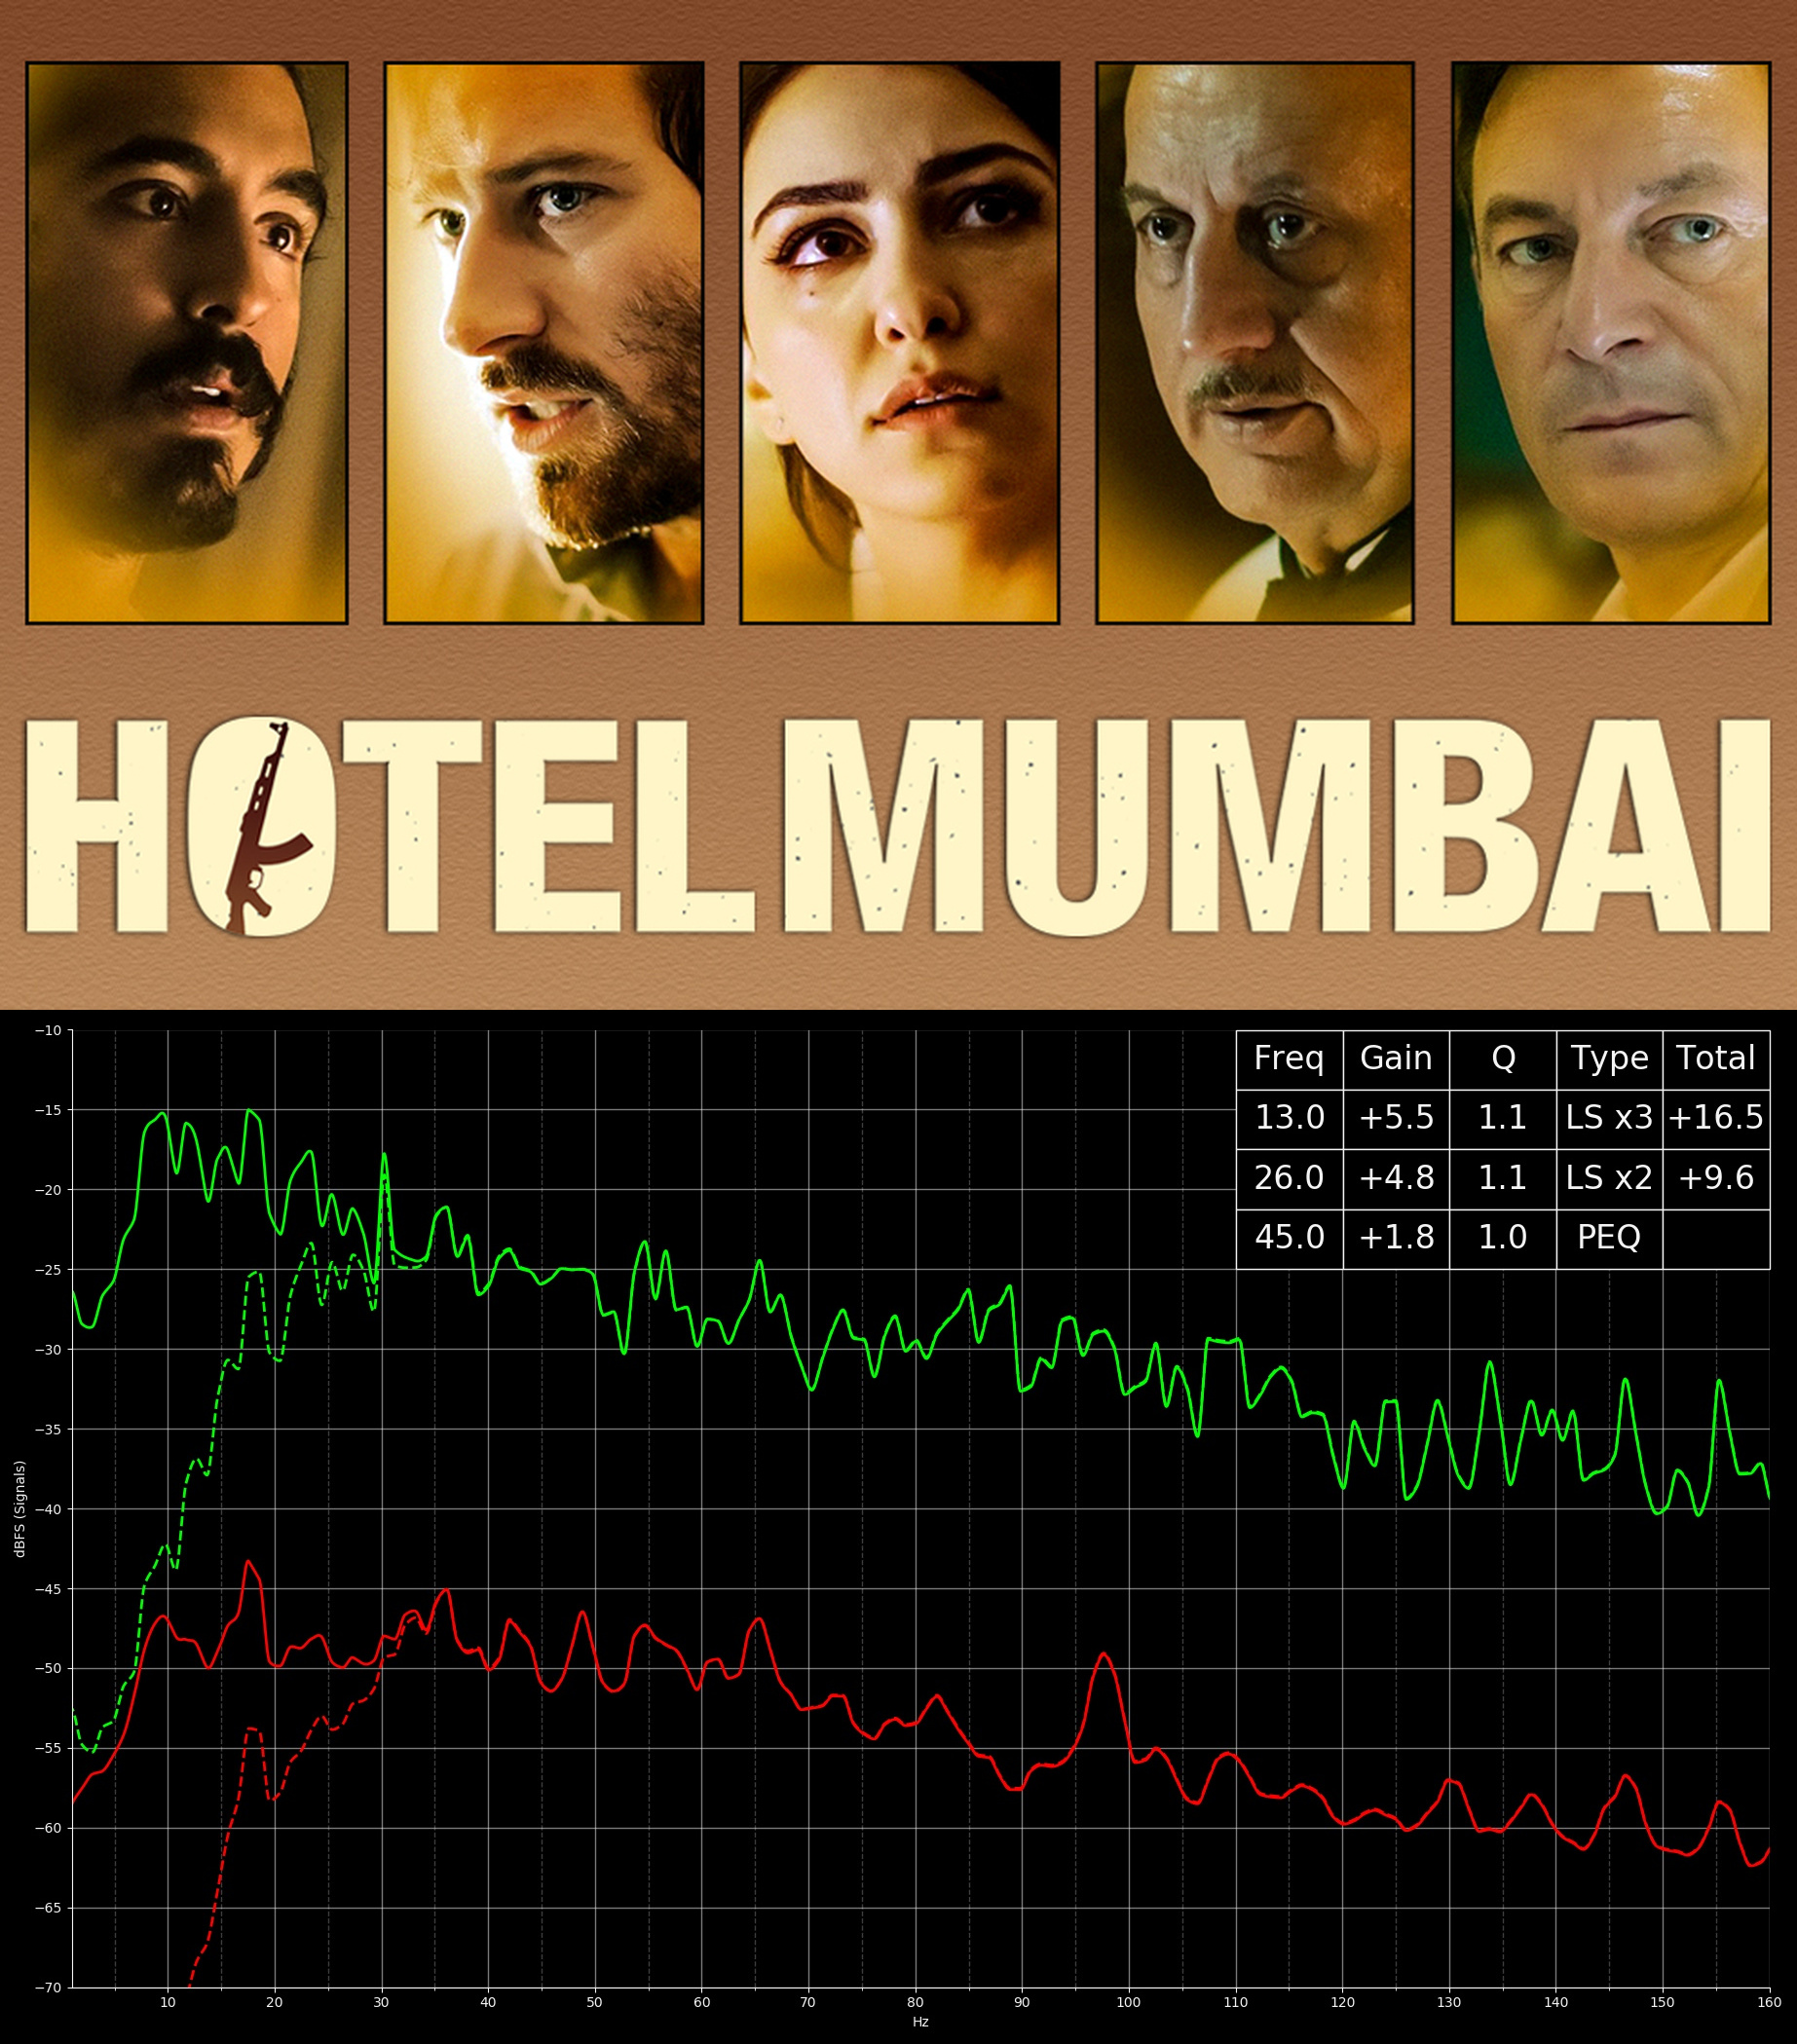 HOTEL MUMBAI
Freq Gain Q Type Total
13.0 +5.5 1.1 LS x3 +16.5
26.0 +4.8 1.1 LS x2 +9.6
45.0 +1.8 1.0 PEQ
−10
−15
−20
−25
−30
−35
−40
−45
−50
−55
−60
−65
−70
dBFS (Signals)
10 20 30 40 50 60 70 80 90 100 110 120 130 140 150 160
Hz